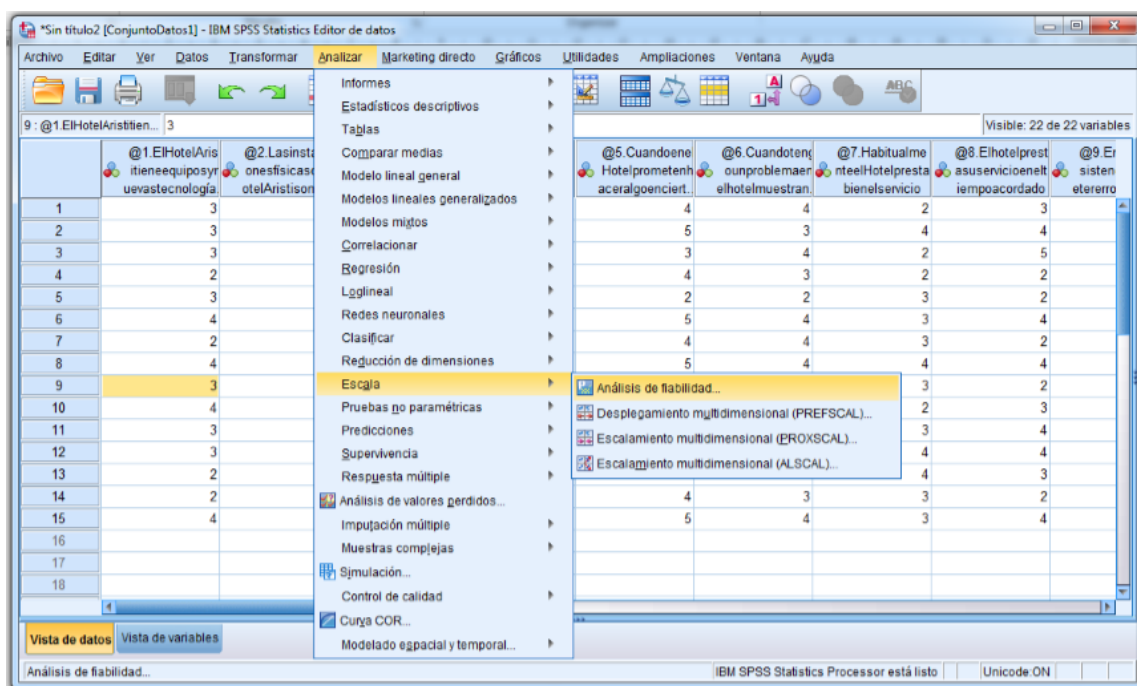 *Sin título2 [ConjuntoDatos1] - IBM SPSS Statistics Editor de datos
Archivo Editar Ver Datos Transformar Analizar Marketing directo Gráficos Utilidades Ampliaciones Ventana Ayuda
9 : @1.ElHotelAristitien... 3
Visible: 22 de 22 variables
@1.ElHotelAris
itieneequiposyn
uevastecnología.
@2.Lasinsta
onesfísicas
otelAristison
@5.Cuandoene
Hotelprometenh
aceralgoenciert..
@6.Cuandoteng
ounproblemaen
elhotelmuestran.
@7.Habitualme
nteelHotelpresta
bienelservicio
@8.Elhotelprest
asuservicioenelt
iempoacordado
@9.Er
sisten
etererro
1 3 4 4 2 3
2 3 5 3 4 4
3 3 3 4 2 5
4 2 4 3 2 2
5 3 2 2 3 2
6 4 5 4 3 4
7 2 4 4 3 2
8 4 5 4 4 4
9 3 3 2
10 4 2 3
11 3 3 4
12 3 4 4
13 2 4 3
14 2 4 3 3 2
15 4 5 4 3 4
16
17
18
Informes
Estadísticos descriptivos
Tablas
Comparar medias
Modelo lineal general
Modelos lineales generalizados
Modelos mixtos
Correlacionar
Regresión
Loglineal
Redes neuronales
Clasificar
Reducción de dimensiones
Escala
Pruebas no paramétricas
Predicciones
Supervivencia
Respuesta múltiple
Análisis de valores perdidos...
Imputación múltiple
Muestras complejas
Simulación...
Control de calidad
Curva COR...
Modelado espacial y temporal...
Análisis de fiabilidad...
Desplegamiento multidimensional (PREFSCAL)...
Escalamiento multidimensional (PROXSCAL)...
Escalamiento multidimensional (ALSCAL)...
Vista de datos Vista de variables
Análisis de fiabilidad...
IBM SPSS Statistics Processor está listo
Unicode:ON